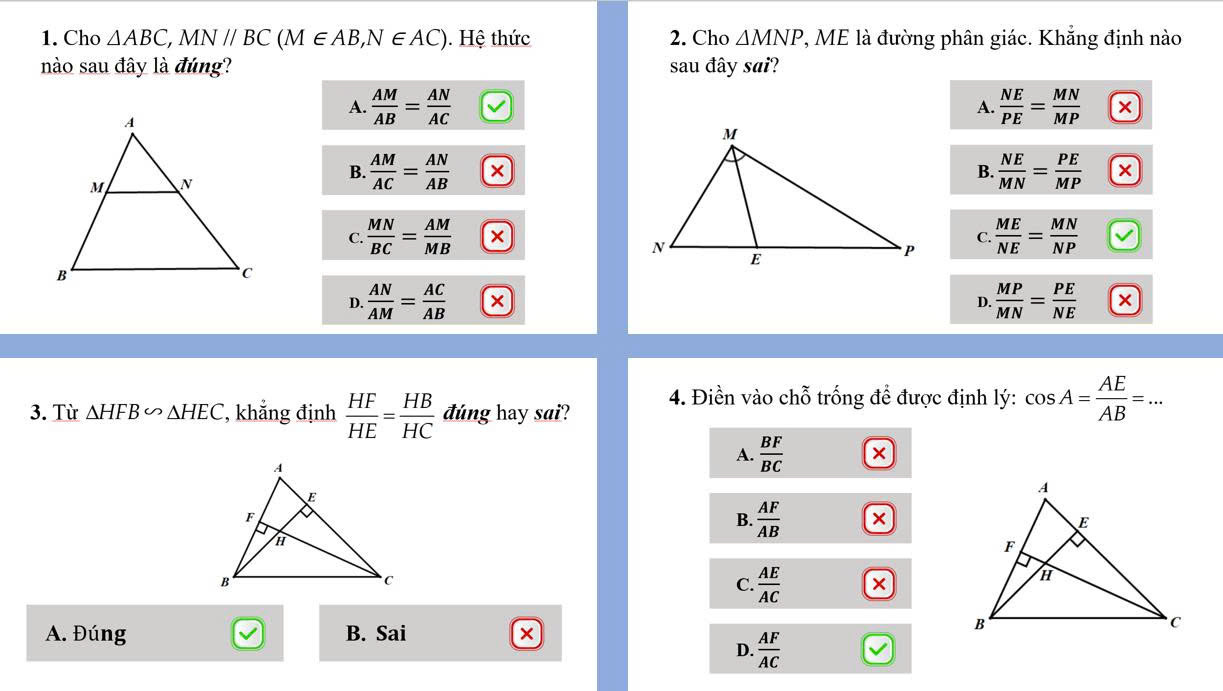 1. Cho ∆ABC, MN // BC (M ∈ AB,N ∈ AC). Hệ thức
nào sau đây là đúng?
A. AM/AB = AN/AC
B. AM/AC = AN/AB
C. MN/BC = AM/MB
D. AN/AM = AC/AB
A
M
N
B
C
2. Cho ∆MNP, ME là đường phân giác. Khẳng định nào
sau đây sai?
A. NE/PE = MN/MP
B. NE/MN = PE/MP
C. ME/NE = MN/NP
D. MP/MN = PE/NE
M
N
E
P
3. Từ ∆HFB ∽ ∆HEC, khẳng định HF/HE = HB/HC đúng hay sai?
A
E
F
H
B
C
A. Đúng
B. Sai
4. Điền vào chỗ trống để được định lý: cos A = AE/AB = ...
A. BF/BC
B. AF/AB
C. AE/AC
D. AF/AC
A
E
F
H
B
C